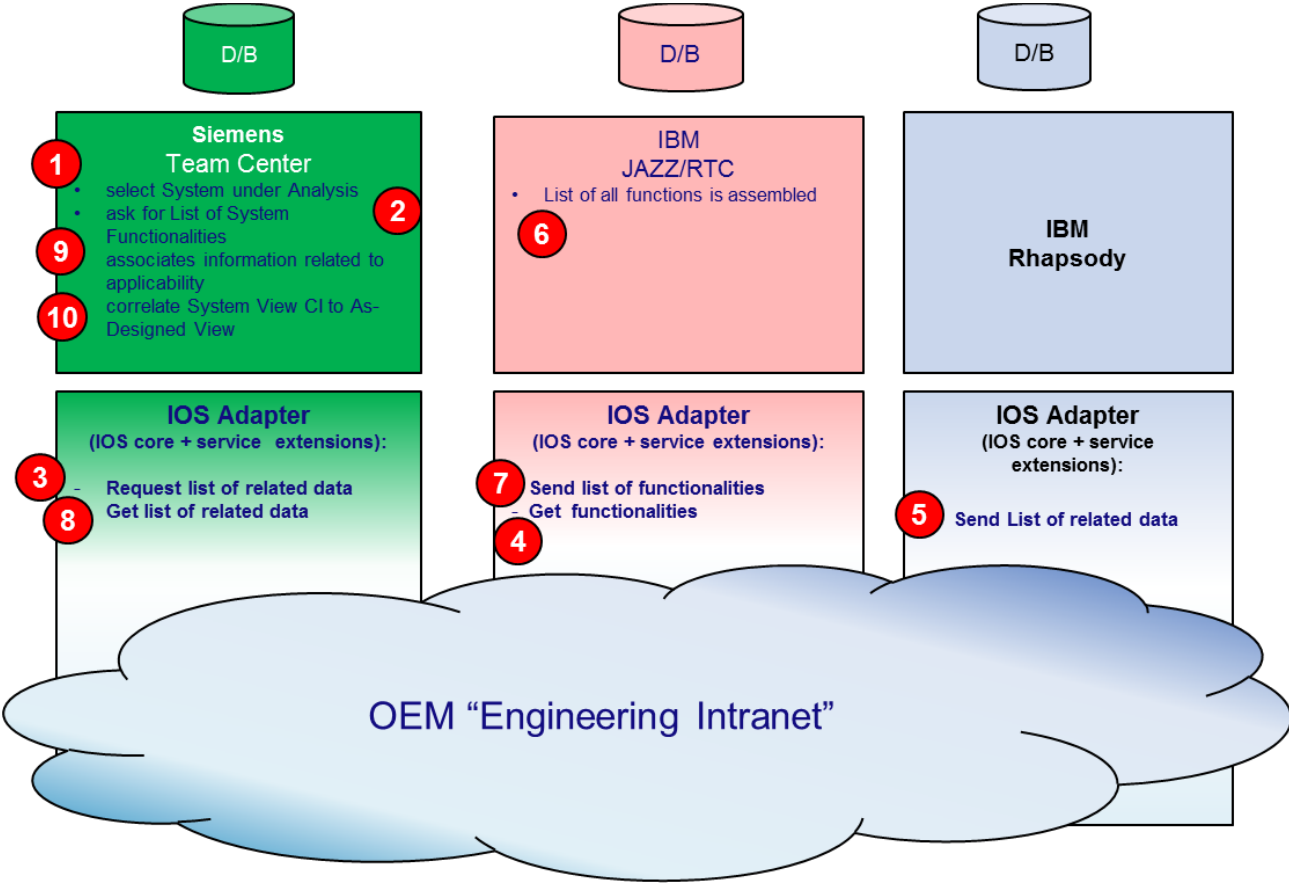 D/B
D/B
D/B
Siemens
Team Center
1
• select System under Analysis
• ask for List of System
Functionalities
2
9
associates information related to
applicability
10
correlate System View CI to As-
Designed View
IBM
JAZZ/RTC
• List of all functions is assembled
6
IBM
Rhapsody
IOS Adapter
(IOS core + service extensions):
3
- Request list of related data
8
Get list of related data
IOS Adapter
(IOS core + service extensions):
7
Send list of functionalities
- Get functionalities
4
IOS Adapter
(IOS core + service
extensions):
5
Send List of related data
OEM “Engineering Intranet”